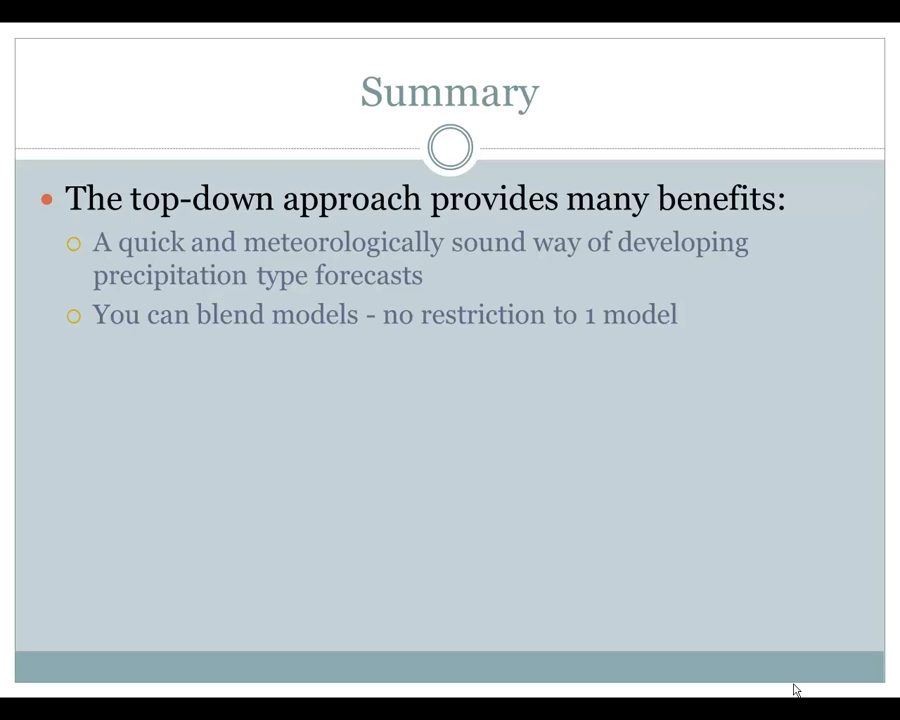 Summary
The top-down approach provides many benefits:
A quick and meteorologically sound way of developing
precipitation type forecasts
You can blend models - no restriction to 1 model